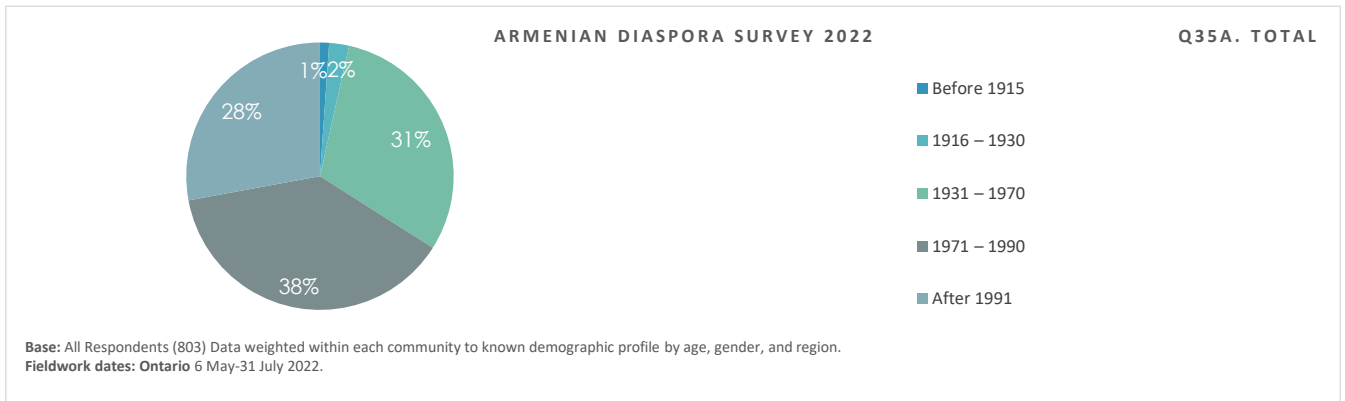 ARMENIAN DIASPORA SURVEY 2022
Q35A. TOTAL
1%
2%
31%
38%
28%
Before 1915
1916 – 1930
1931 – 1970
1971 – 1990
After 1991
Base: All Respondents (803) Data weighted within each community to known demographic profile by age, gender, and region.
Fieldwork dates: Ontario 6 May-31 July 2022.